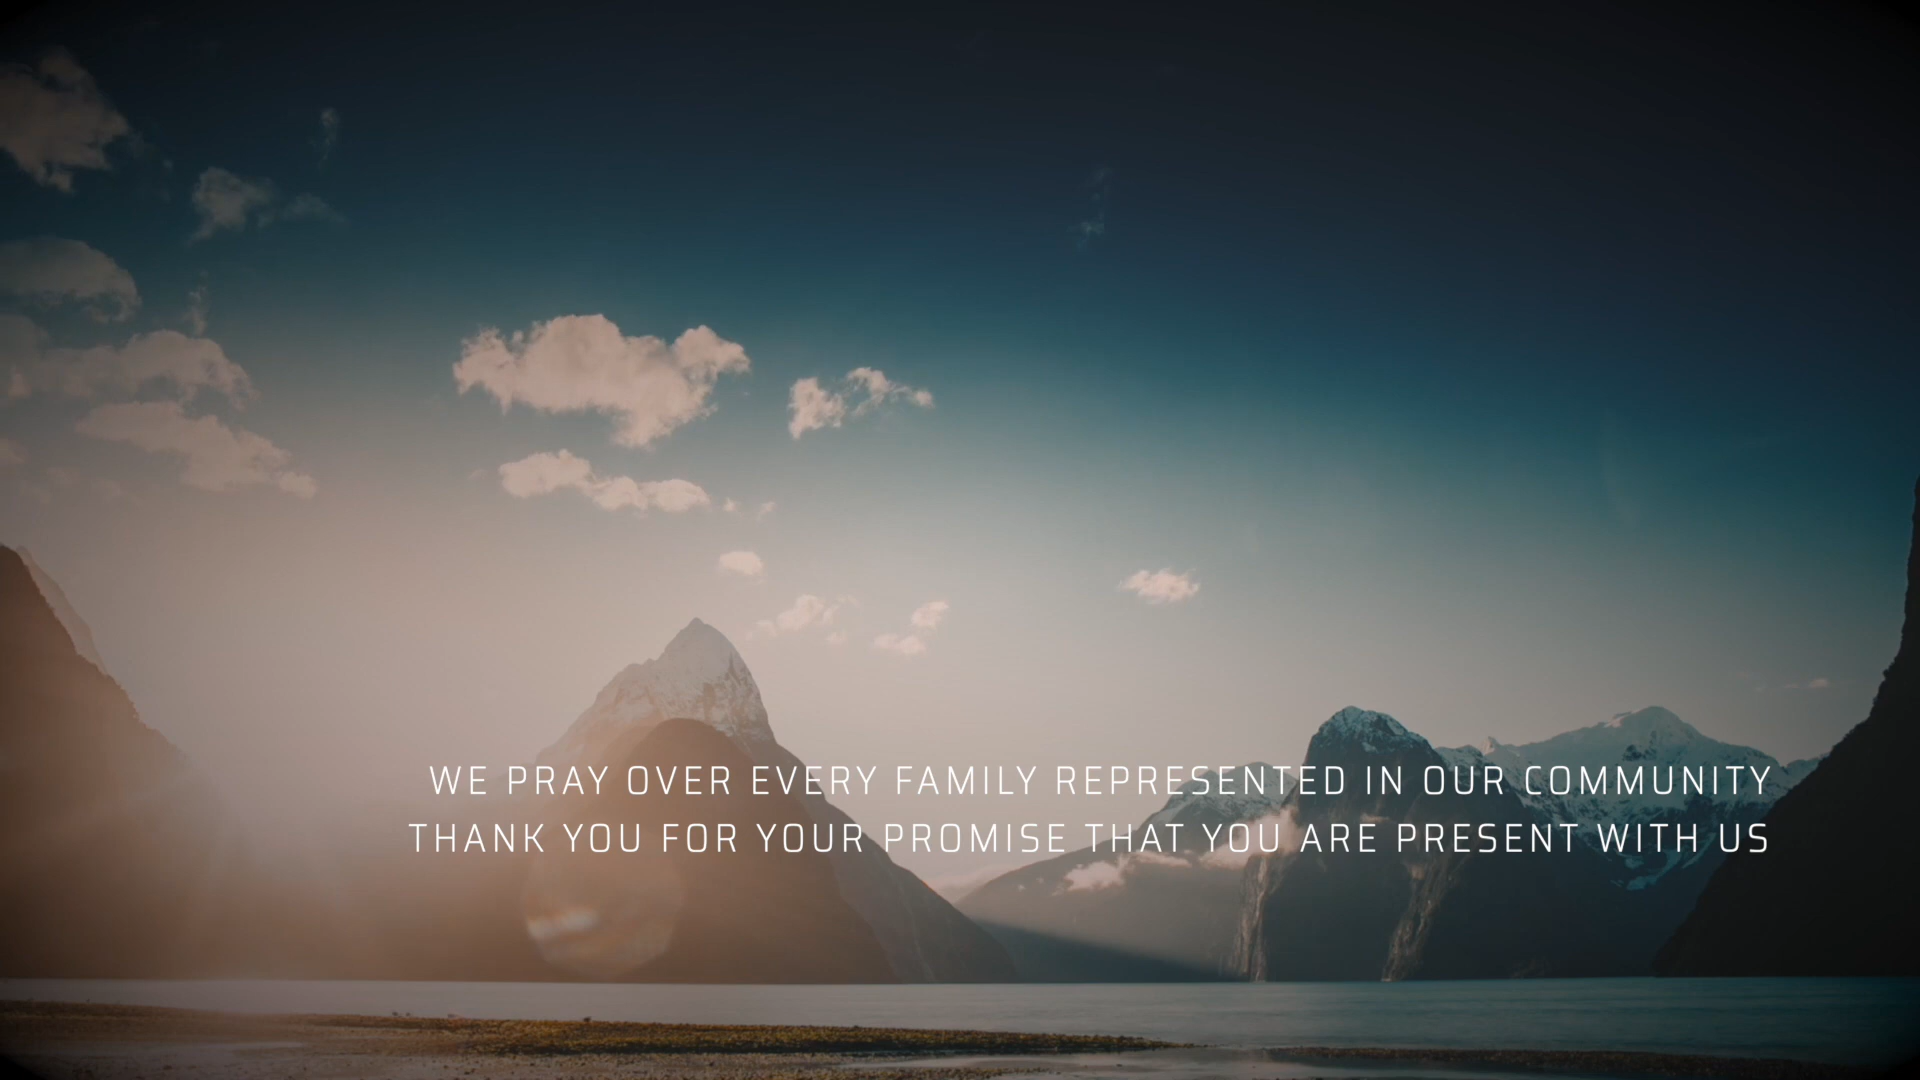 WE PRAY OVER EVERY FAMILY REPRESENTED IN OUR COMMUNITY
THANK YOU FOR YOUR PROMISE THAT YOU ARE PRESENT WITH US